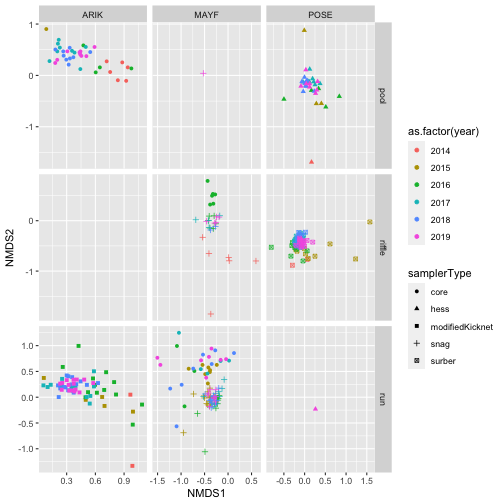 ARIK MAYF POSE
1
0
-1
pool
0
-1
riffle
1.0
0.5
0.0
-0.5
-1.0
run
0.3 0.6 0.9 -1.5 -1.0 -0.5 0.0 0.5 -0.5 0.0 0.5 1.0 1.5
NMDS1
NMDS2
as.factor(year)
2014
2015
2016
2017
2018
2019
samplerType
core
hess
modifiedKicknet
snag
surber